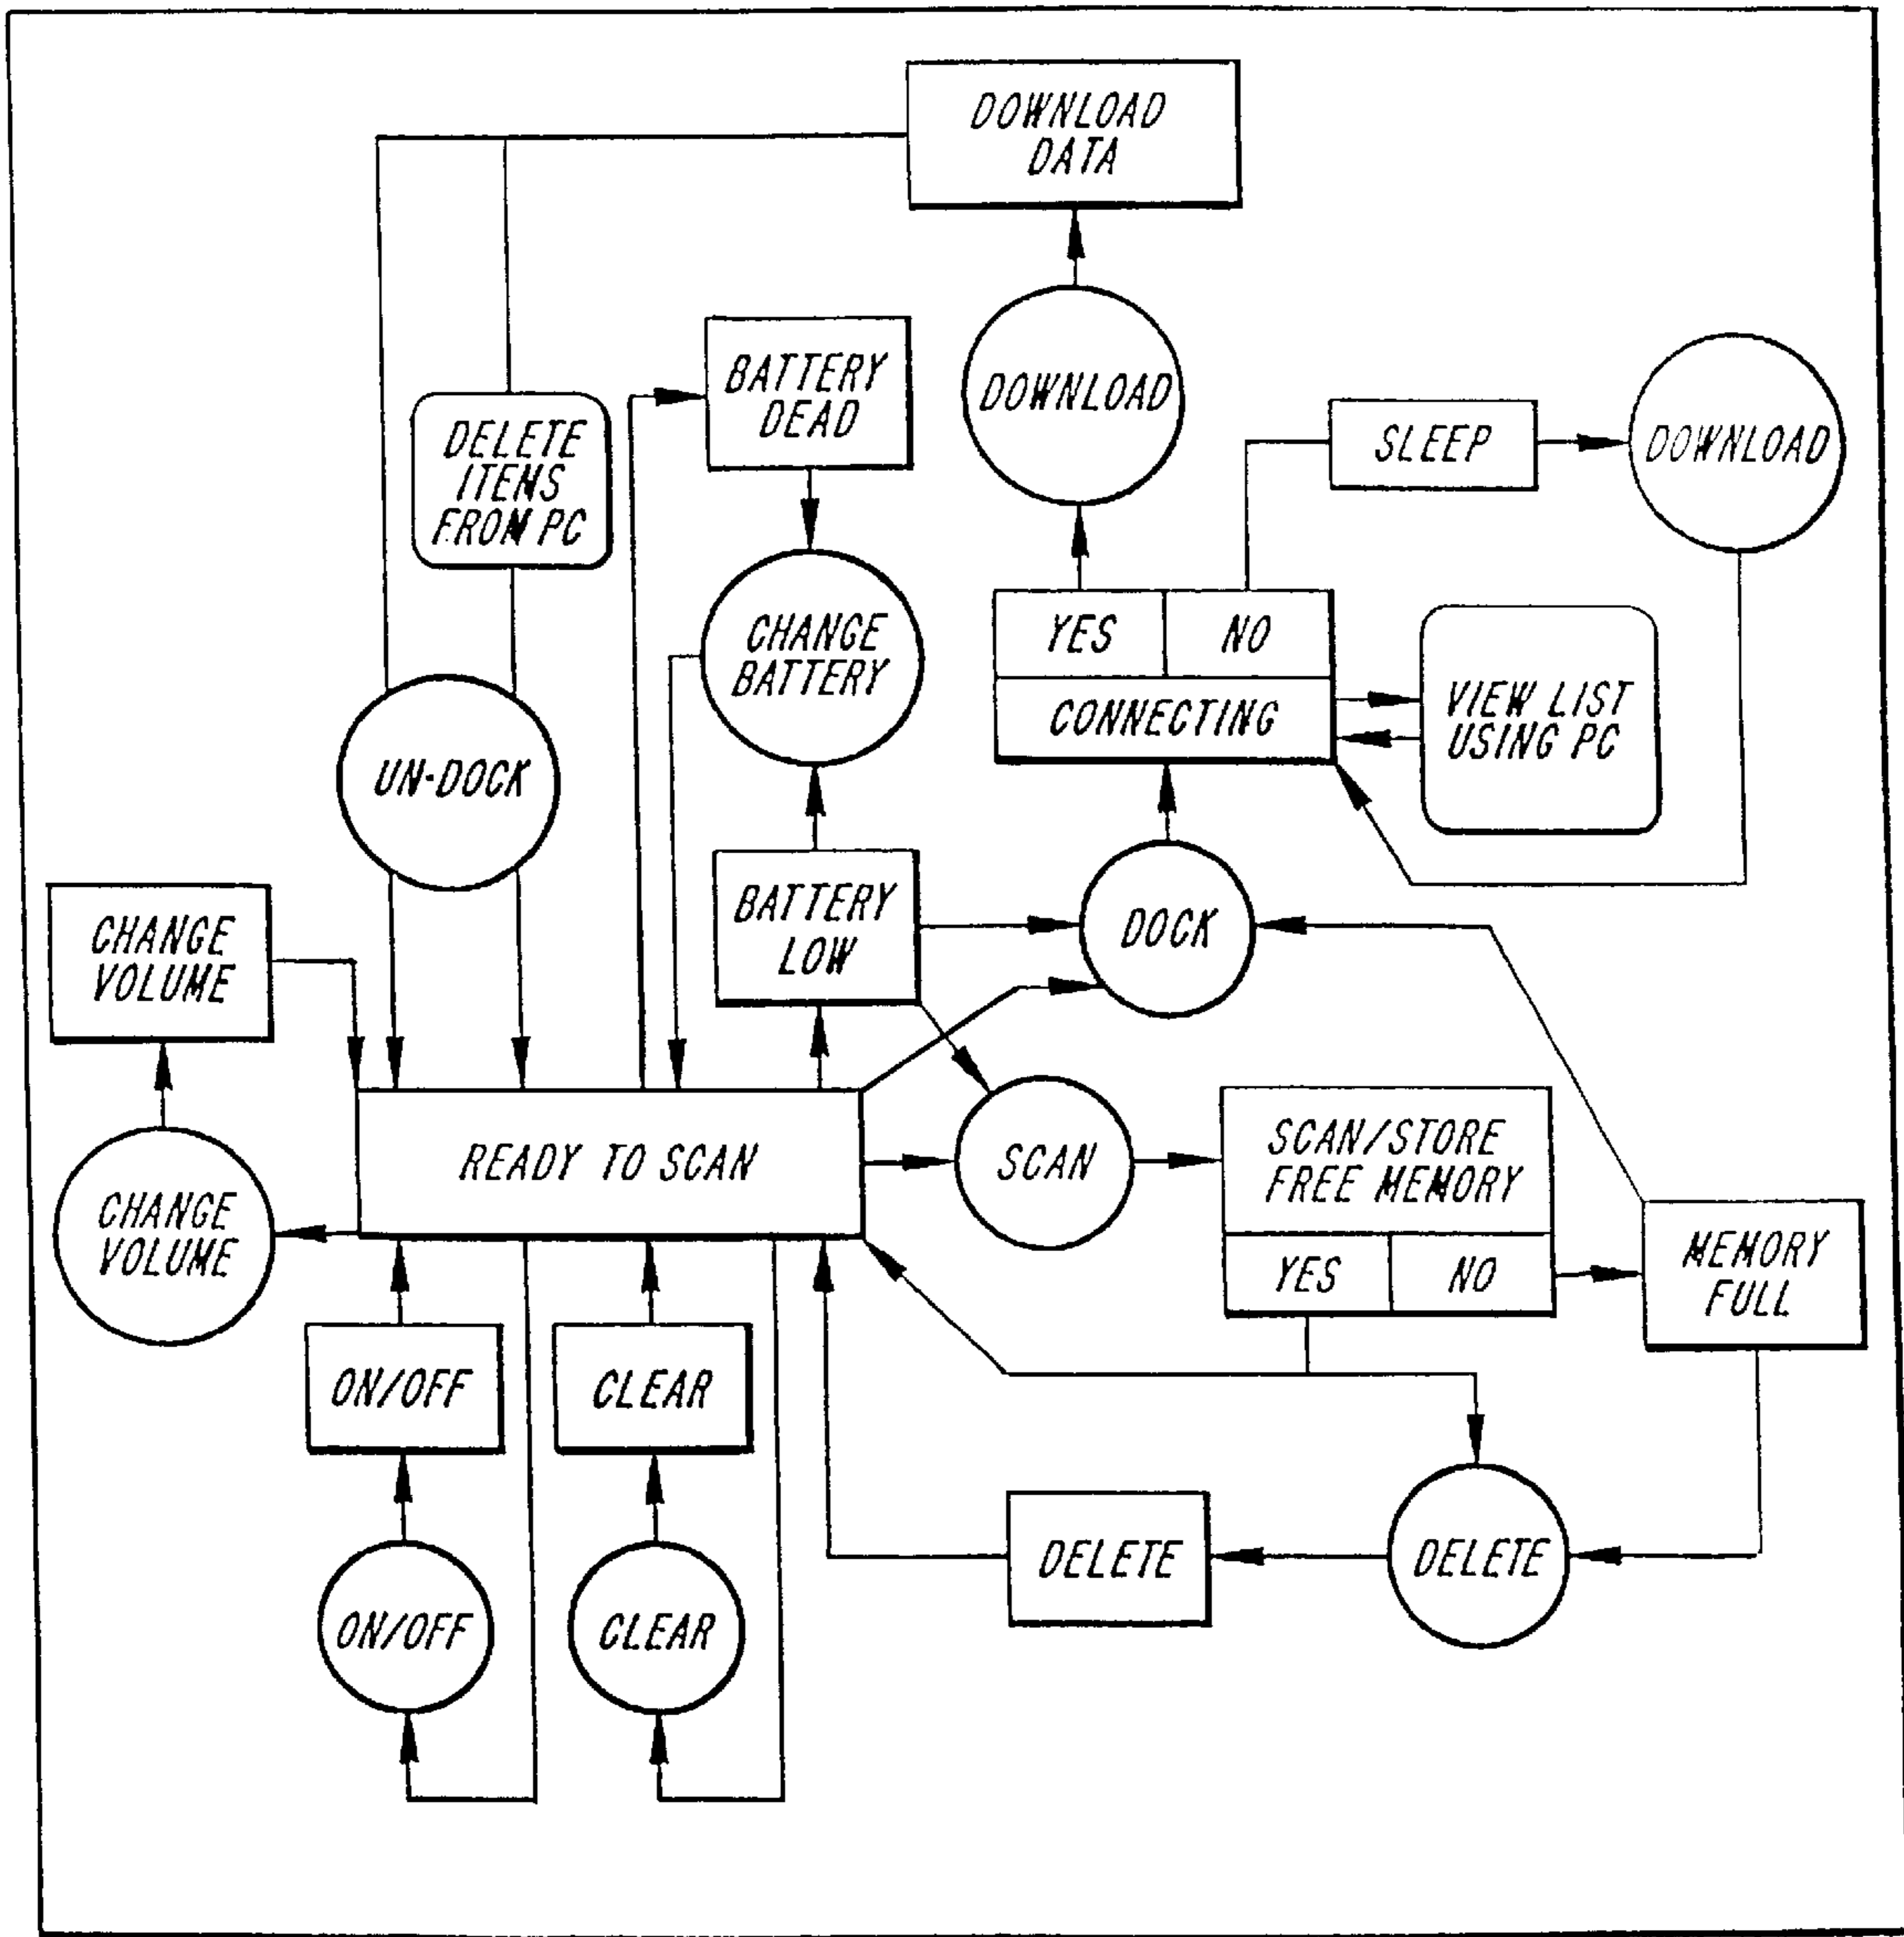 DOWNLOAD
DATA
BATTERY
DEAD
DOWNLOAD
SLEEP
DOWNLOAD
DELETE
ITEMS
FROM PC
CHANGE
BATTERY
YES
NO
CONNECTING
VIEW LIST
USING PC
UN-DOCK
BATTERY
LOW
DOCK
CHANGE
VOLUME
READY TO SCAN
SCAN
SCAN/STORE
FREE MEMORY
YES
NO
MEMORY
FULL
CHANGE
VOLUME
ON/OFF
CLEAR
DELETE
DELETE
ON/OFF
CLEAR